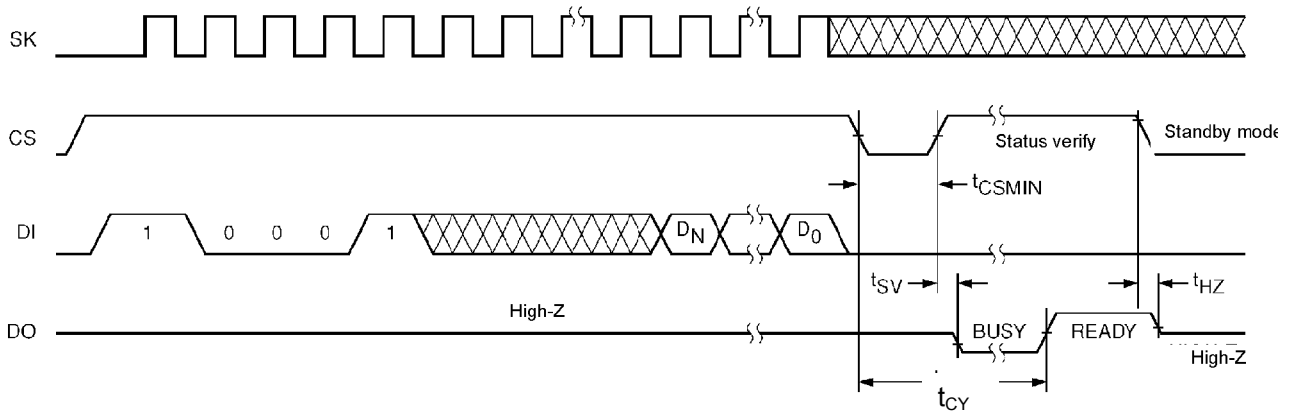 SK
CS
Status verify
Standby mode
tCSMIN
DI
1 0 0 0 1 DN D0
tSV
tHZ
High-Z
DO
BUSY READY
High-Z
tCY